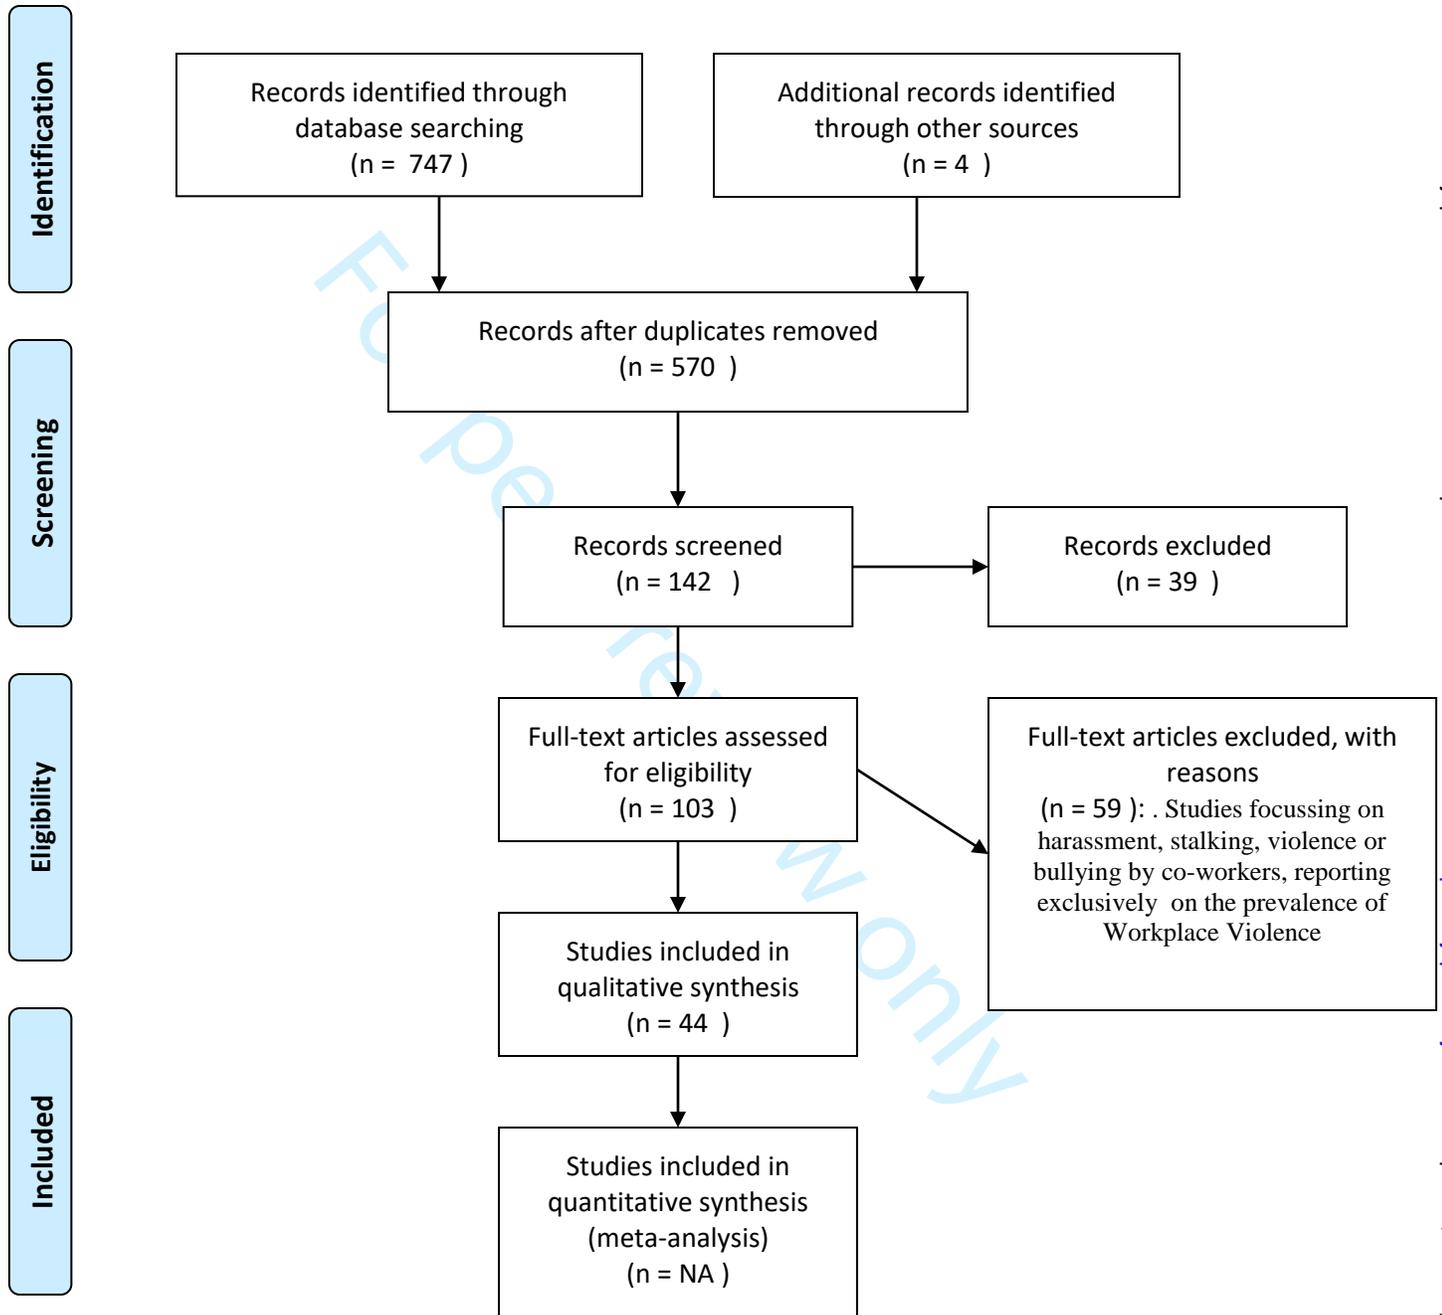 Identification
Records identified through
database searching
(n =  747 )
Additional records identified
through other sources
(n = 4  )
Records after duplicates removed
(n = 570  )
Screening
Records screened
(n = 142   )
Records excluded
(n = 39  )
Eligibility
Full-text articles assessed
for eligibility
(n = 103  )
Full-text articles excluded, with
reasons
(n = 59 ): . Studies focussing on
harassment, stalking, violence or
bullying by co-workers, reporting
exclusively  on the prevalence of
Workplace Violence
Studies included in
qualitative synthesis
(n = 44  )
Included
Studies included in
quantitative synthesis
(meta-analysis)
(n = NA )
only